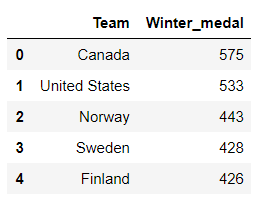 Team Winter_medal
0 Canada 575
1 United States 533
2 Norway 443
3 Sweden 428
4 Finland 426